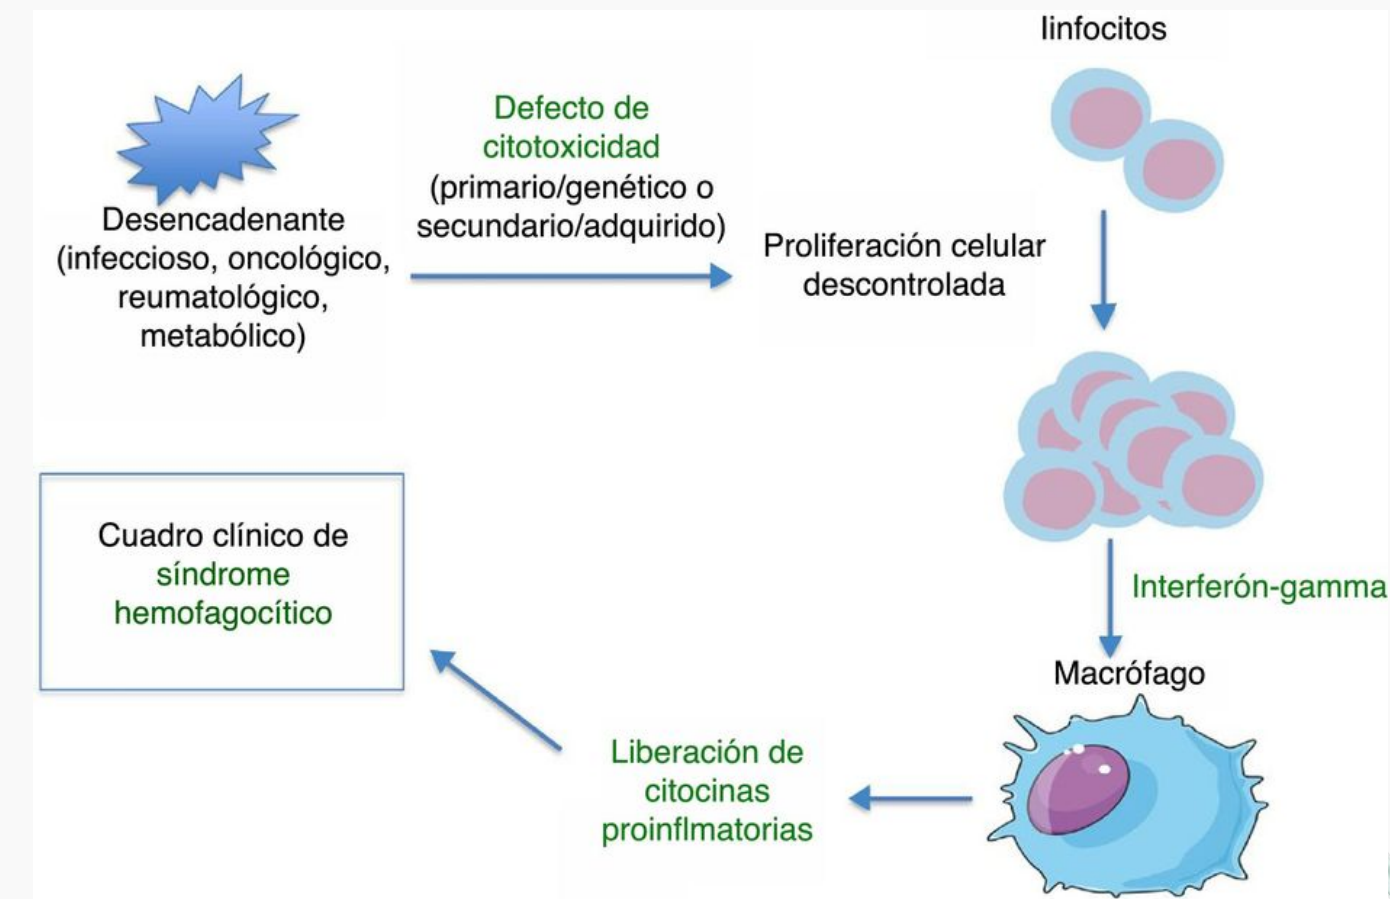 linfocitos
Defecto de
citotoxicidad
(primario/genético o
secundario/adquirido)
Desencadenante
(infeccioso, oncológico,
reumatológico,
metabólico)
Proliferación celular
descontrolada
Interferón-gamma
Macrófago
Liberación de
citocinas
proinflmatorias
Cuadro clínico de
síndrome
hemofagocítico